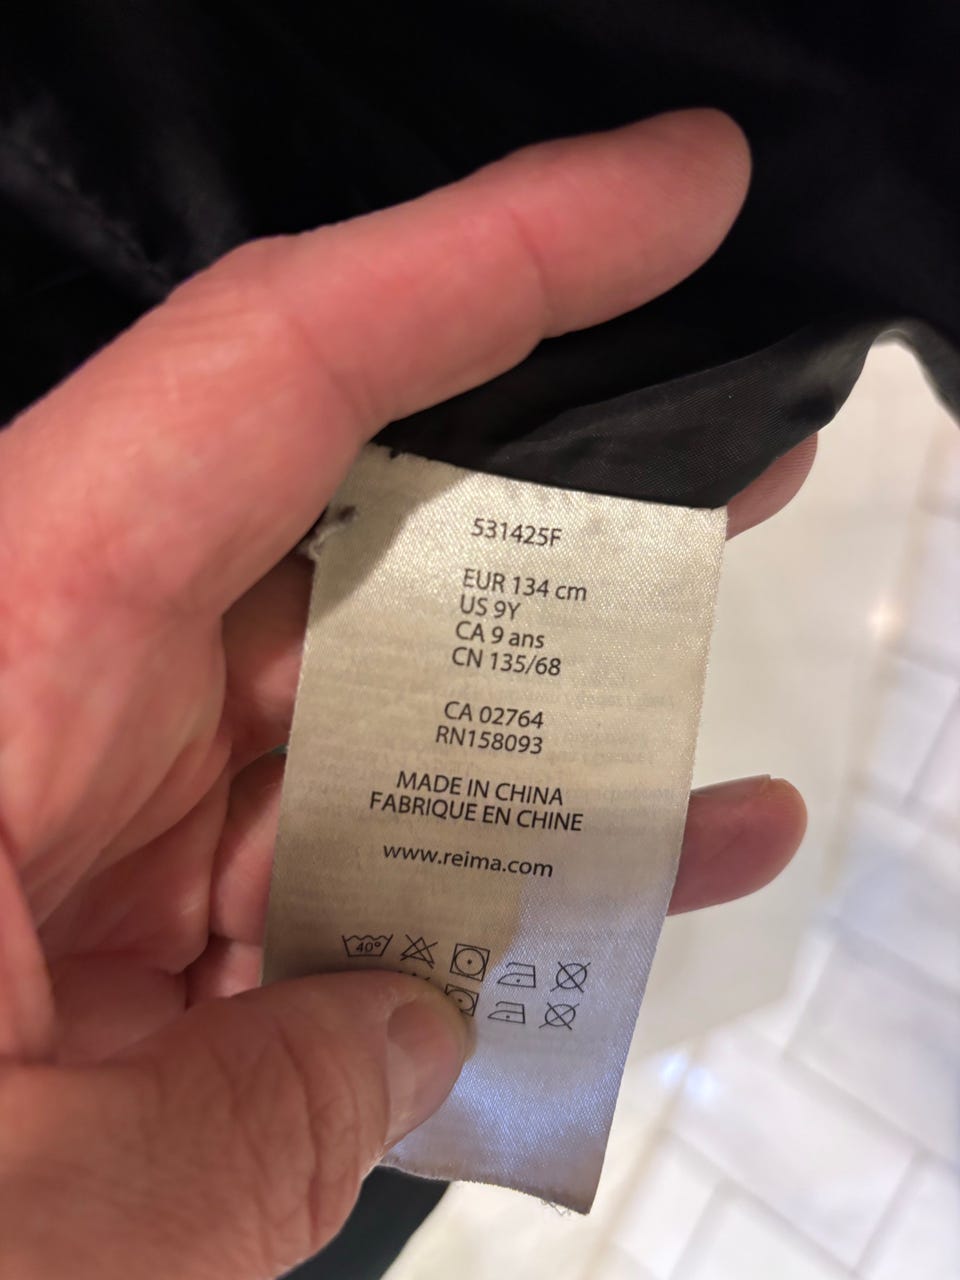 531425F
EUR 134 cm
US 9Y
CA 9 ans
CN 135/68
CA 02764
RN158093
MADE IN CHINA
FABRIQUE EN CHINE
www.reima.com
40°